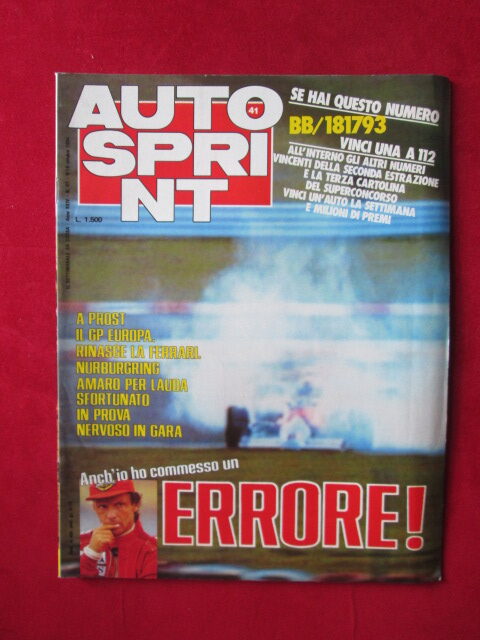 AUTO
SPRI
NT
41
L. 1.500
SE HAI QUESTO NUMERO
BB/181793
VINCI UNA A 112
ALL'INTERNO GLI ALTRI NUMERI
VINCENTI DELLA SECONDA ESTRAZIONE
E LA TERZA CARTOLINA
DEL SUPERCONCORSO
VINCI UN'AUTO LA SETTIMANA
E MILIONI DI PREMI
A PROST
IL GP EUROPA.
RINASCE LA FERRARI.
NURBURGRING
AMARO PER LAUDA
SFORTUNATO
IN PROVA
NERVOSO IN GARA
Anch'io ho commesso un
ERRORE!